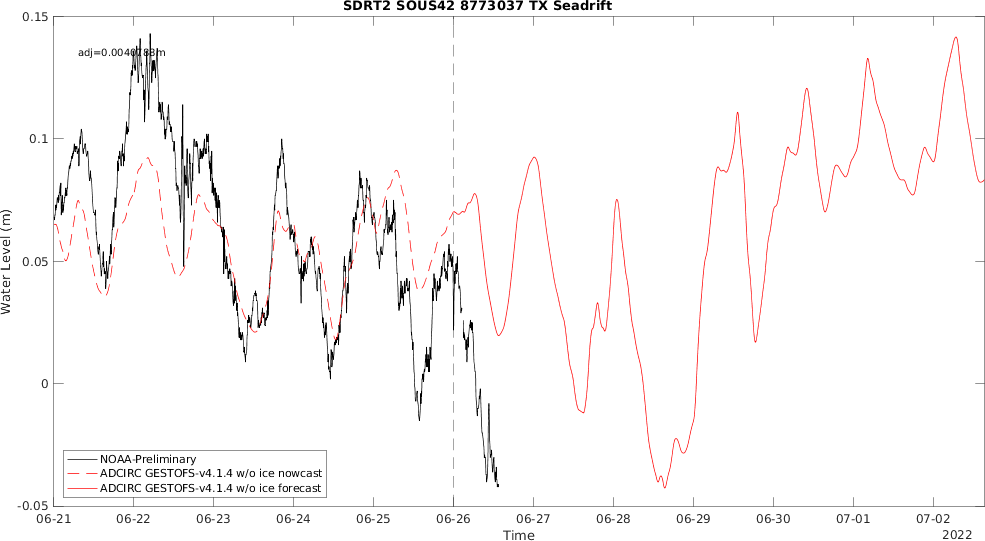 SDRT2 SOUS42 8773037 TX Seadrift
0.15
adj=0.0040783m
0.1
0.05
0
-0.05
Water Level (m)
NOAA-Preliminary
ADCIRC GESTOFS-v4.1.4 w/o ice nowcast
ADCIRC GESTOFS-v4.1.4 w/o ice forecast
06-21 06-22 06-23 06-24 06-25 06-26 06-27 06-28 06-29 06-30 07-01 07-02
Time
2022